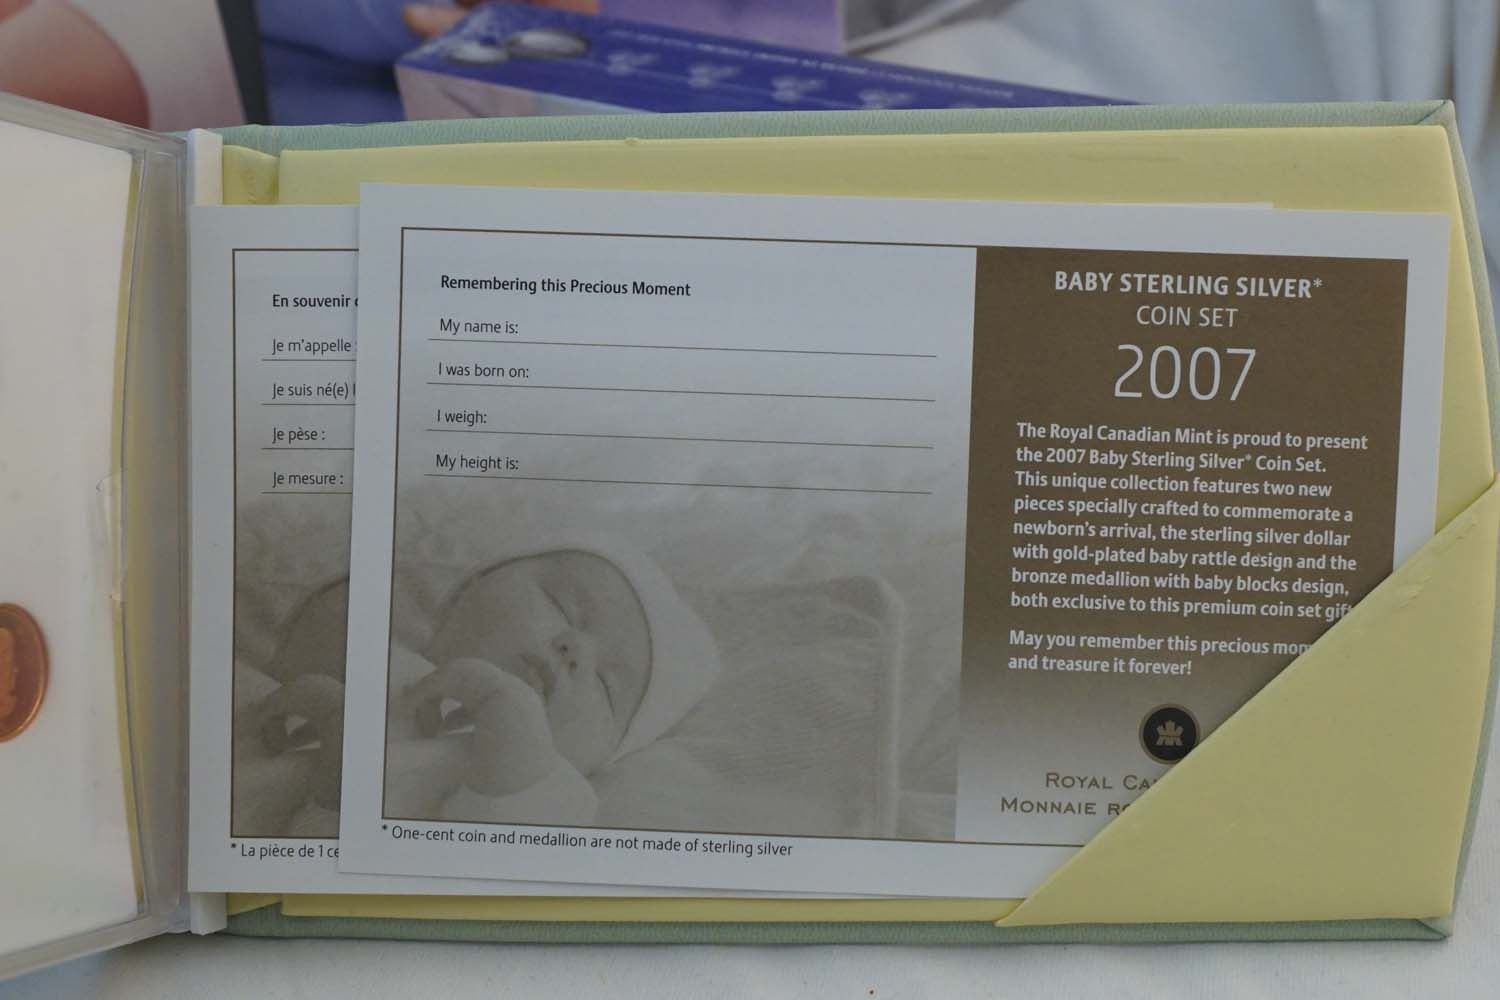 En souvenir
Je m'appelle :
Je suis né(e)
Je pèse :
Je mesure :
* La pièce de 1
Remembering this Precious Moment
My name is:
I was born on:
I weigh:
My height is:
* One-cent coin and medallion are not made of sterling silver
BABY STERLING SILVER*
COIN SET
2007
The Royal Canadian Mint is proud to present
the 2007 Baby Sterling Silver* Coin Set.
This unique collection features two new
pieces specially crafted to commemorate a
newborn's arrival, the sterling silver dollar
with gold-plated baby rattle design and the
bronze medallion with baby blocks design,
both exclusive to this premium coin set gift
May you remember this precious mom
and treasure it forever!
ROYAL CA
MONNAIE RO